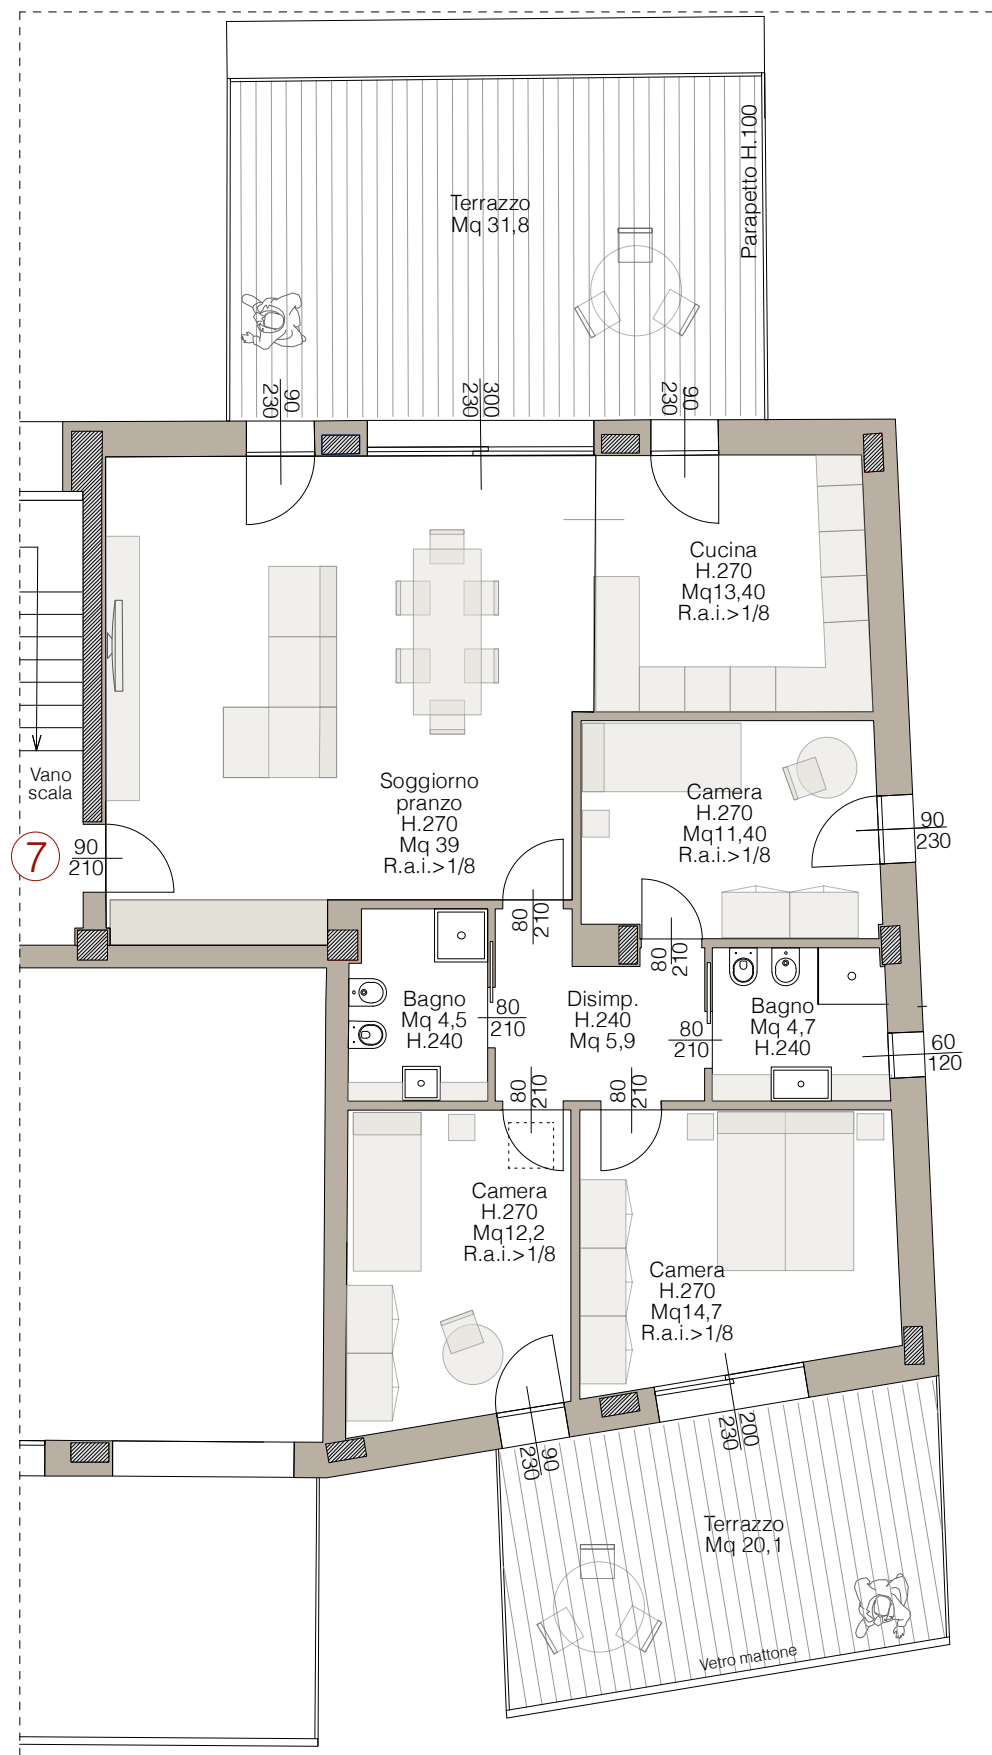 Parapetto H.100
Terrazzo
Mq 31,8
90
230
300
230
90
230
Cucina
H.270
Mq13,40
R.a.i.>1/8
Vano
scala
Soggiorno
pranzo
H.270
Mq 39
R.a.i.>1/8
Camera
H.270
Mq11,40
R.a.i.>1/8
7
90
210
90
230
80
210
80
210
Bagno
Mq 4,5
H.240
80
210
Disimp.
H.240
Mq 5,9
80
210
Bagno
Mq 4,7
H.240
60
120
80
210
80
210
Camera
H.270
Mq12,2
R.a.i.>1/8
Camera
H.270
Mq14,7
R.a.i.>1/8
90
230
200
230
Terrazzo
Mq 20,1
Vetro mattone